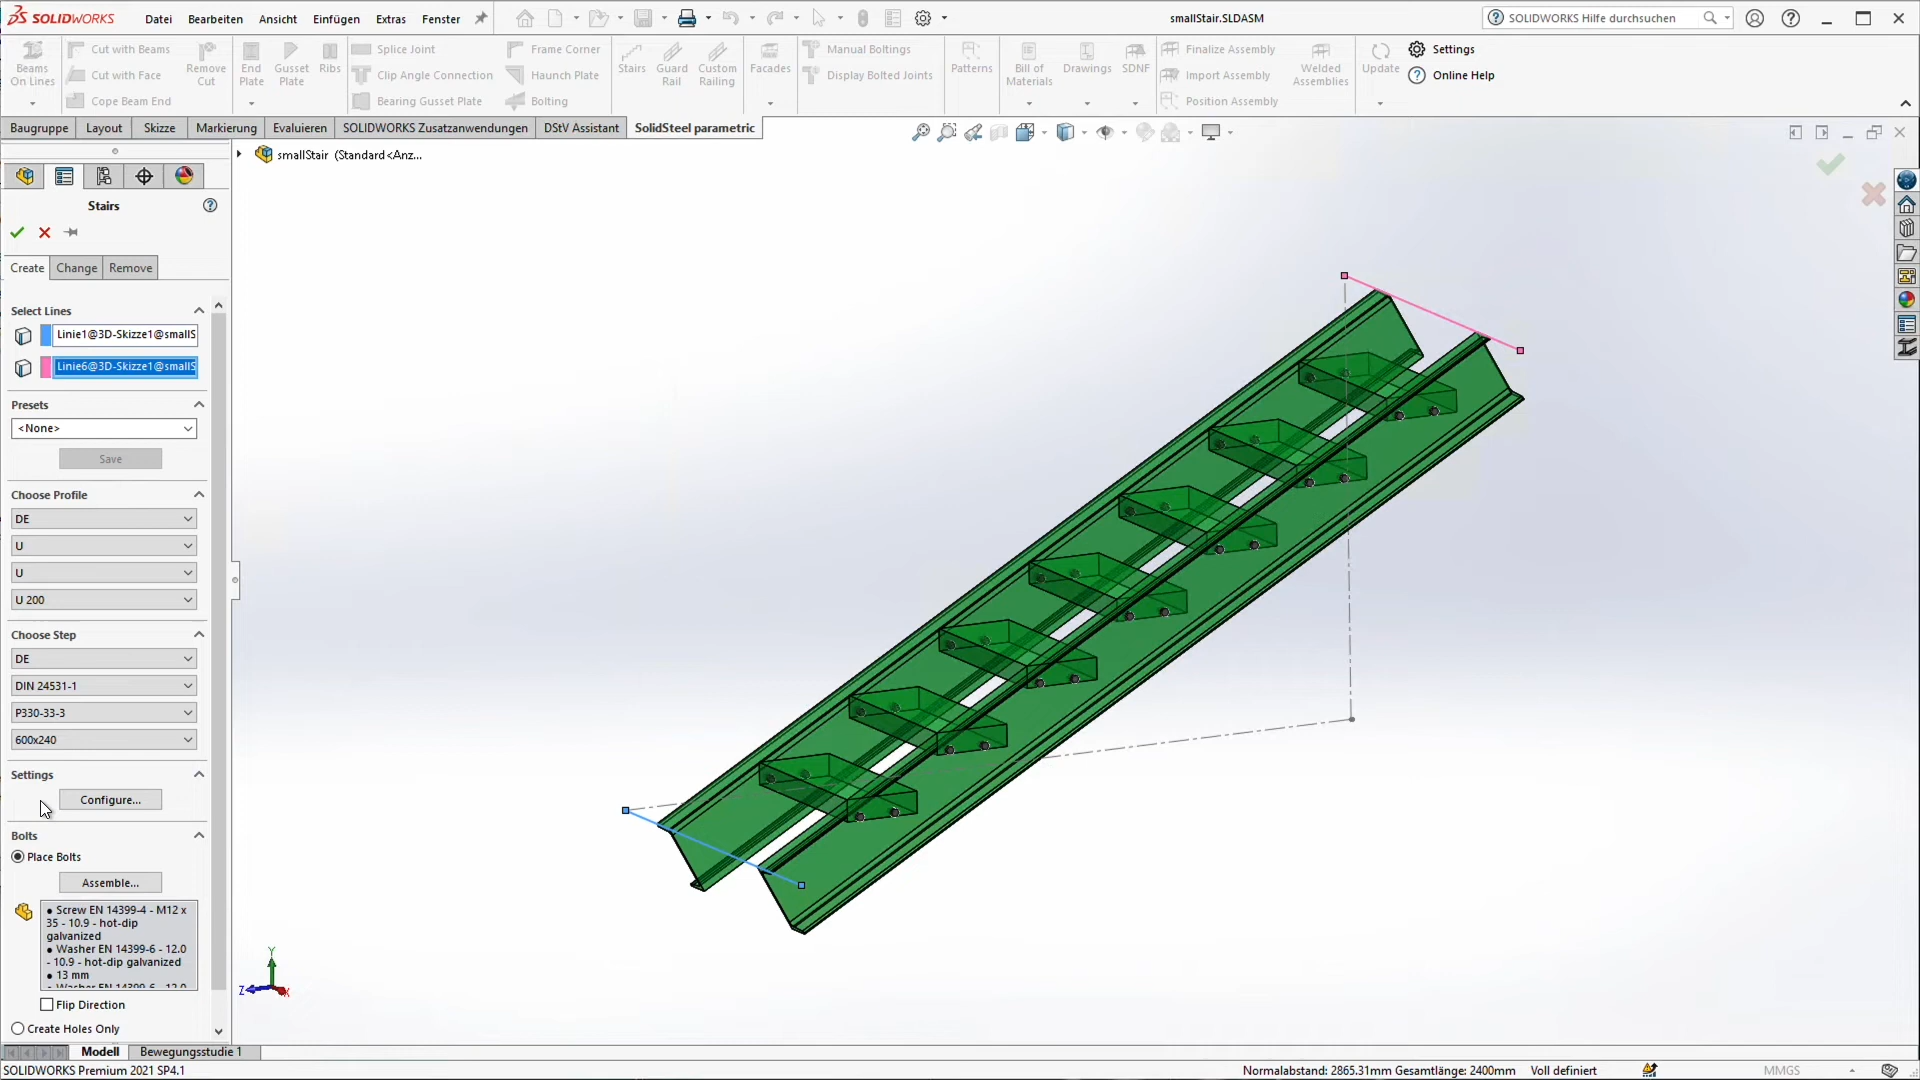 SOLIDWORKS Datei Bearbeiten Ansicht Einfügen Extras Fenster smallStair.SLDASM SOLIDWORKS Hilfe durchsuchen
Beams On Lines
Cut with Beams
Cut with Face
Cope Beam End
Remove Cut
End Plate
Gusset Plate
Ribs
Splice Joint
Clip Angle Connection
Bearing Gusset Plate
Frame Corner
Haunch Plate
Bolting
Stairs
Guard Rail
Custom Railing
Facades
Manual Boltings
Display Bolted Joints
Patterns
Bill of Materials
Drawings
SDNF
Finalize Assembly
Import Assembly
Position Assembly
Welded Assemblies
Update
Settings
Online Help
Baugruppe Layout Skizze Markierung Evaluieren SOLIDWORKS Zusatzanwendungen DStV Assistant SolidSteel parametric
smallStair (Standard<Anz...
Stairs
Create Change Remove
Select Lines
Linie1@3D-Skizze1@smallS
Linie6@3D-Skizze1@smallS
Presets
<None>
Save
Choose Profile
DE
U
U
U 200
Choose Step
DE
DIN 24531-1
P330-33-3
600x240
Settings
Configure...
Bolts
Place Bolts
Assemble...
• Screw EN 14399-4 - M12 x
35 - 10.9 - hot-dip
galvanized
• Washer EN 14399-6 - 12.0
- 10.9 - hot-dip galvanized
• 13 mm
• Washer EN 14399-6 - 12.0
Flip Direction
Create Holes Only
Y
Z
X
Modell Bewegungsstudie 1
SOLIDWORKS Premium 2021 SP4.1 Normalabstand: 2865.31mm Gesamtlänge: 2400mm Voll definiert MMGS